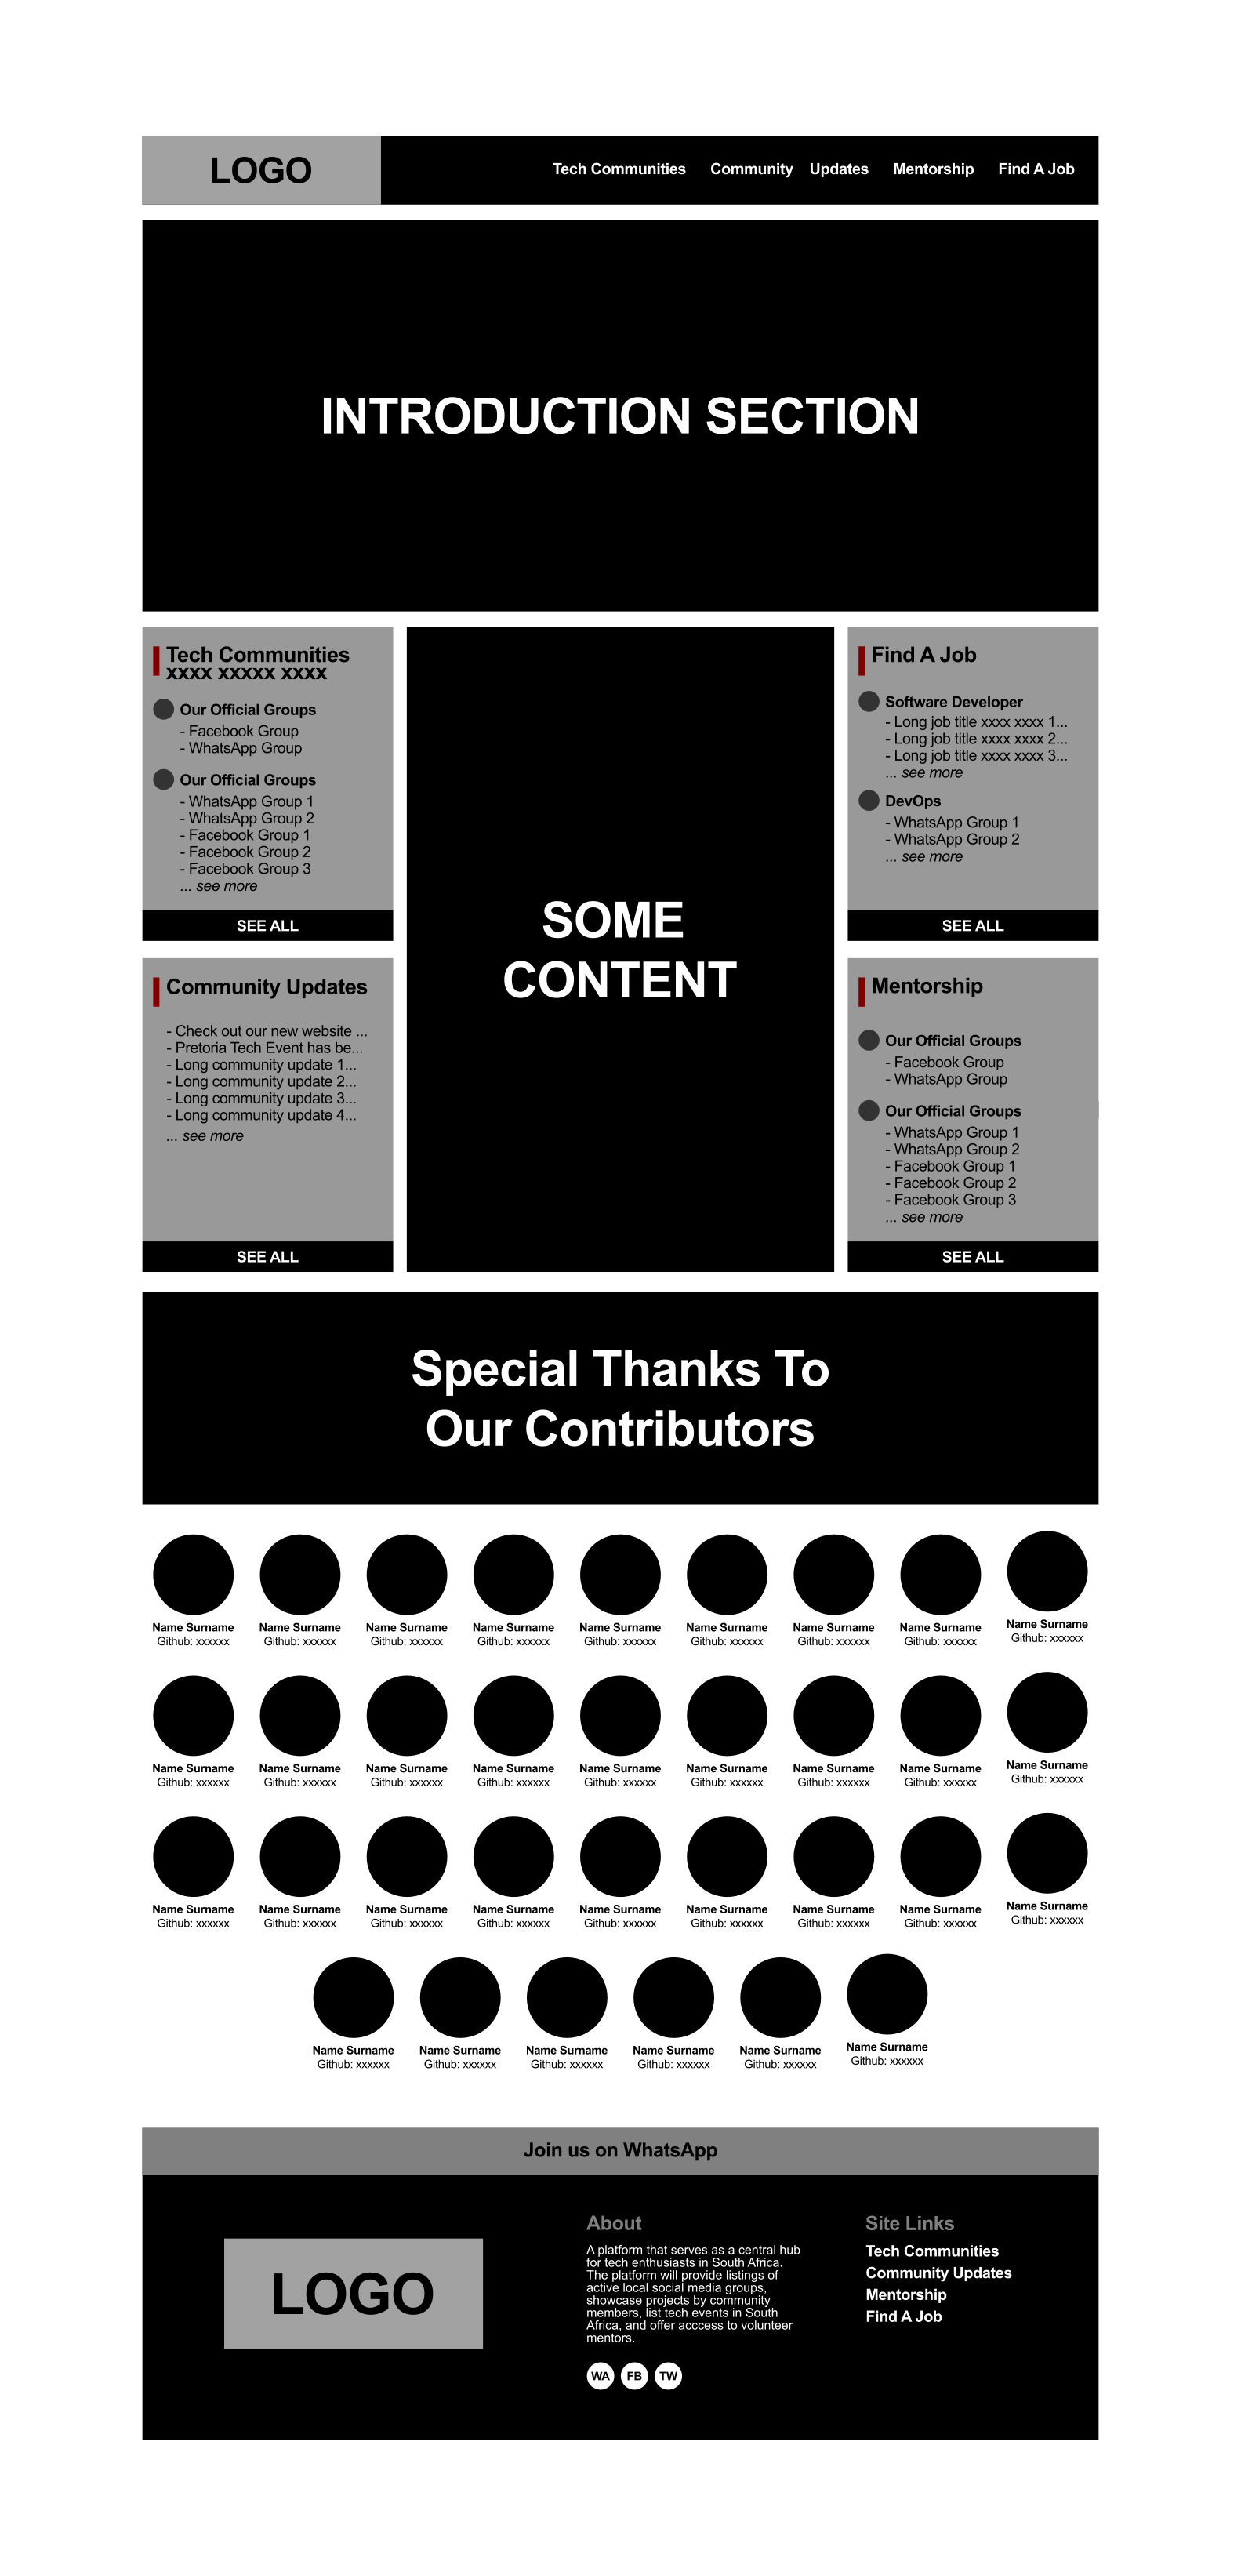 LOGO
Tech Communities Community Updates Mentorship Find A Job
INTRODUCTION SECTION
Tech Communities
xxxx xxxxx xxxx
Our Official Groups
- Facebook Group
- WhatsApp Group
Our Official Groups
- WhatsApp Group 1
- WhatsApp Group 2
- Facebook Group 1
- Facebook Group 2
- Facebook Group 3
... see more
SEE ALL
Community Updates
- Check out our new website ...
- Pretoria Tech Event has be...
- Long community update 1...
- Long community update 2...
- Long community update 3...
- Long community update 4...
... see more
SEE ALL
SOME
CONTENT
Find A Job
Software Developer
- Long job title xxxx xxxx 1...
- Long job title xxxx xxxx 2...
- Long job title xxxx xxxx 3...
... see more
DevOps
- WhatsApp Group 1
- WhatsApp Group 2
... see more
SEE ALL
Mentorship
Our Official Groups
- Facebook Group
- WhatsApp Group
Our Official Groups
- WhatsApp Group 1
- WhatsApp Group 2
- Facebook Group 1
- Facebook Group 2
- Facebook Group 3
... see more
SEE ALL
Special Thanks To
Our Contributors
Name Surname Name Surname Name Surname Name Surname Name Surname Name Surname Name Surname Name Surname Name Surname
Github: xxxxxx Github: xxxxxx Github: xxxxxx Github: xxxxxx Github: xxxxxx Github: xxxxxx Github: xxxxxx Github: xxxxxx Github: xxxxxx
Name Surname Name Surname Name Surname Name Surname Name Surname Name Surname Name Surname Name Surname Name Surname
Github: xxxxxx Github: xxxxxx Github: xxxxxx Github: xxxxxx Github: xxxxxx Github: xxxxxx Github: xxxxxx Github: xxxxxx Github: xxxxxx
Name Surname Name Surname Name Surname Name Surname Name Surname Name Surname Name Surname Name Surname Name Surname
Github: xxxxxx Github: xxxxxx Github: xxxxxx Github: xxxxxx Github: xxxxxx Github: xxxxxx Github: xxxxxx Github: xxxxxx Github: xxxxxx
Name Surname Name Surname Name Surname Name Surname Name Surname Name Surname
Github: xxxxxx Github: xxxxxx Github: xxxxxx Github: xxxxxx Github: xxxxxx Github: xxxxxx
Join us on WhatsApp
LOGO
About
A platform that serves as a central hub
for tech enthusiasts in South Africa.
The platform will provide listings of
active local social media groups,
showcase projects by community
members, list tech events in South
Africa, and offer acccess to volunteer
mentors.
WA FB TW
Site Links
Tech Communities
Community Updates
Mentorship
Find A Job